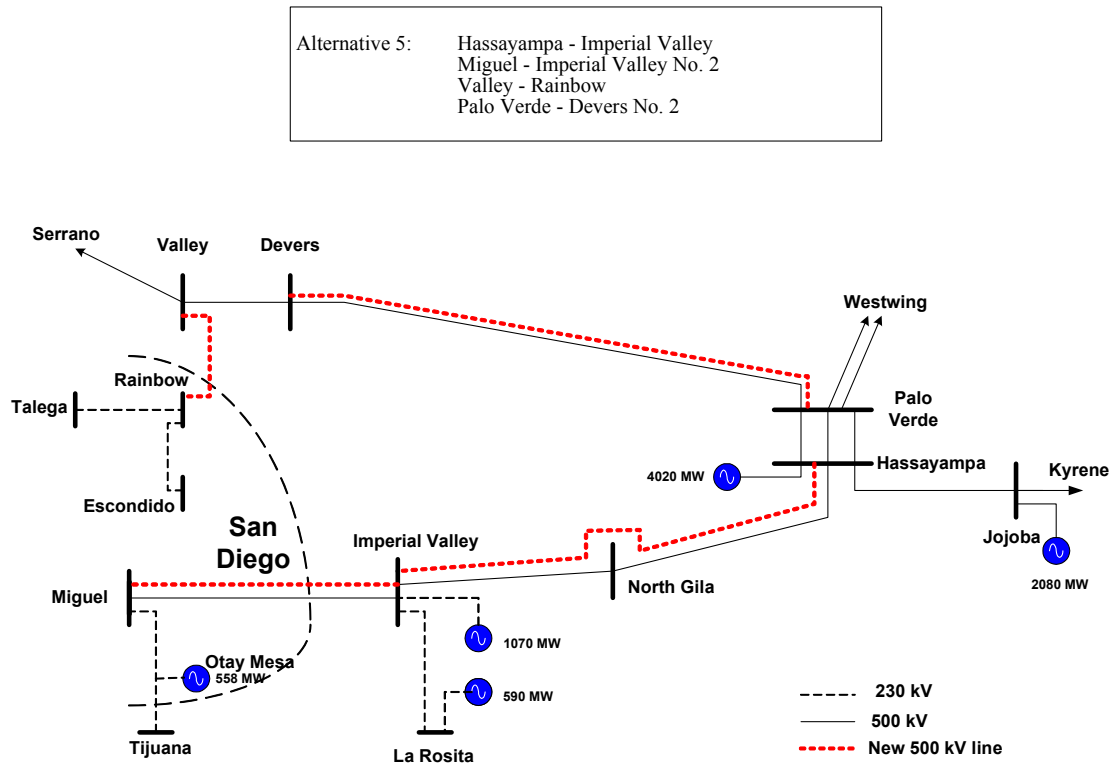 Alternative 5: Hassayampa - Imperial Valley
Miguel - Imperial Valley No. 2
Valley - Rainbow
Palo Verde - Devers No. 2
Serrano
Valley
Devers
Westwing
Rainbow
Talega
Palo
Verde
Hassayampa
Kyrene
4020 MW
Escondido
San
Diego
Imperial Valley
Jojoba
2080 MW
North Gila
Miguel
1070 MW
Otay Mesa
558 MW
590 MW
230 kV
500 kV
New 500 kV line
Tijuana
La Rosita